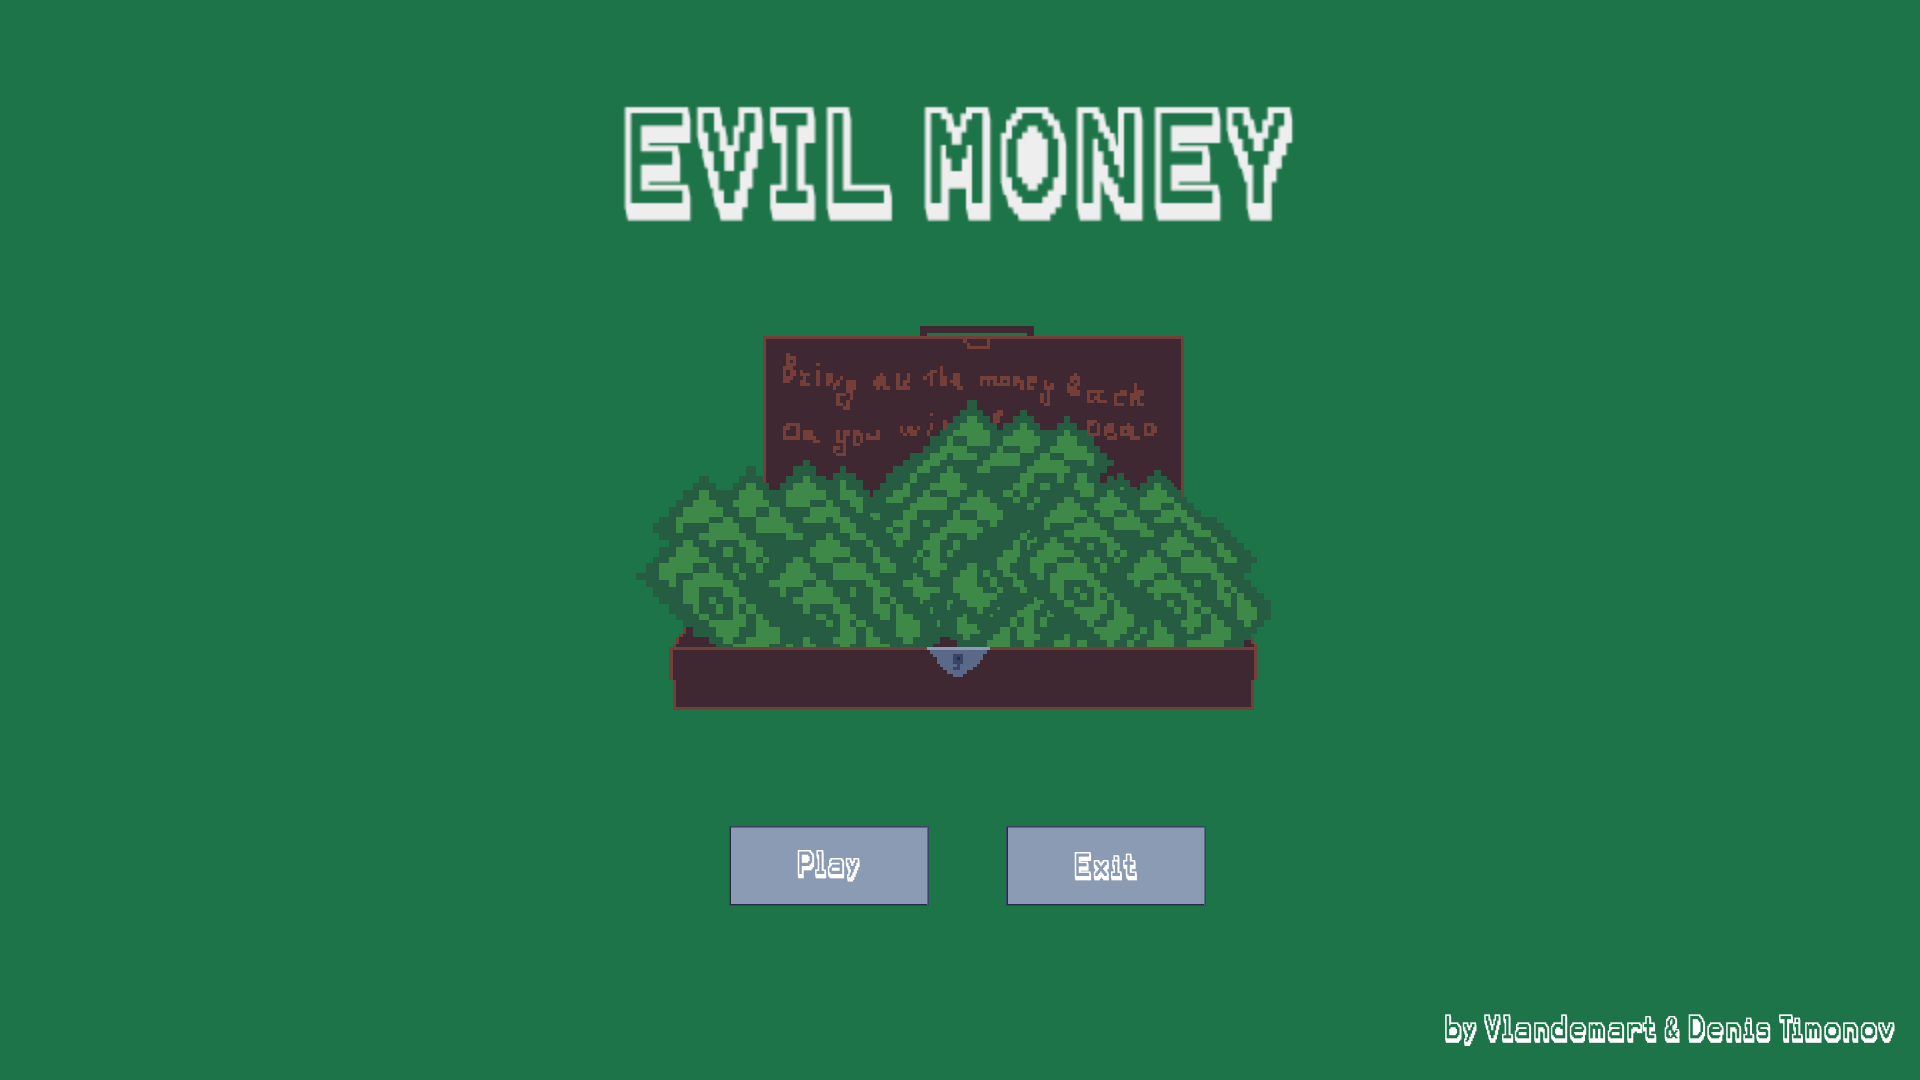 EVIL MONEY
Bring all the money back
or you will Dead
Play
Exit
by Vlandemart & Denis Timonov